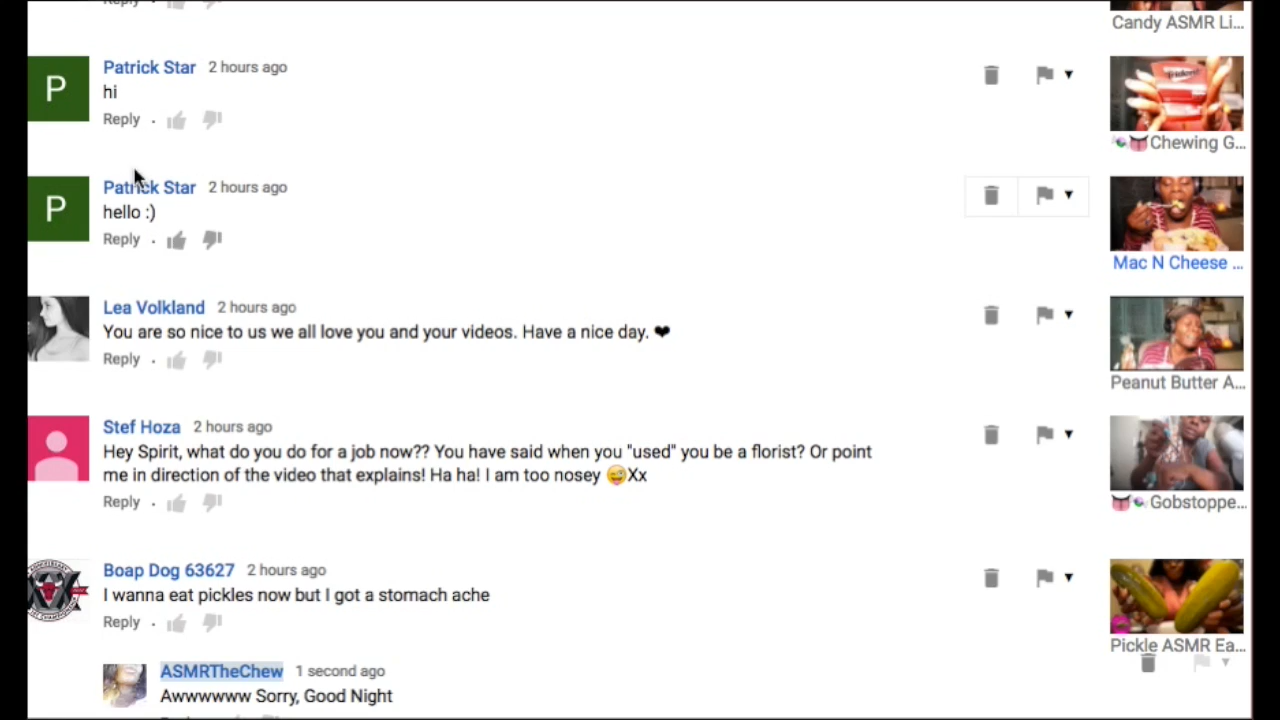 Candy ASMR Li...
P
Patrick Star 2 hours ago
hi
Reply
Chewing G...
P
Patrick Star 2 hours ago
hello :)
Reply
Mac N Cheese ...
Lea Volkland 2 hours ago
You are so nice to us we all love you and your videos. Have a nice day. ❤
Reply
Peanut Butter A...
Stef Hoza 2 hours ago
Hey Spirit, what do you do for a job now?? You have said when you "used" you be a florist? Or point
me in direction of the video that explains! Ha ha! I am too nosey 😜Xx
Reply
Gobstoppe...
Boap Dog 63627 2 hours ago
I wanna eat pickles now but I got a stomach ache
Reply
Pickle ASMR Ea...
ASMRTheChew 1 second ago
Awwwwww Sorry, Good Night